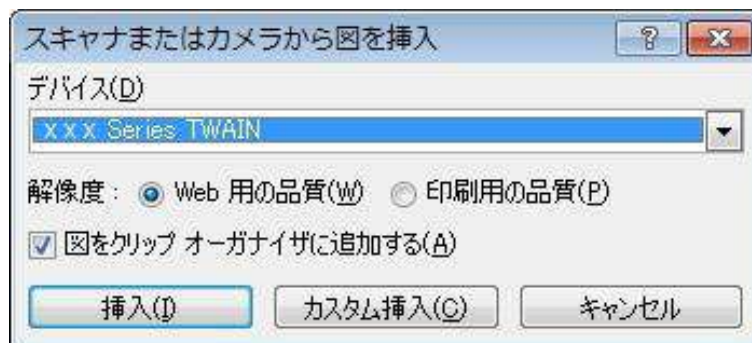 スキャナまたはカメラから図を挿入
デバイス(D)
x x x Series TWAIN
解像度： Web 用の品質(W) 印刷用の品質(P)
図をクリップ オーガナイザに追加する(A)
挿入(I) カスタム挿入(C) キャンセル